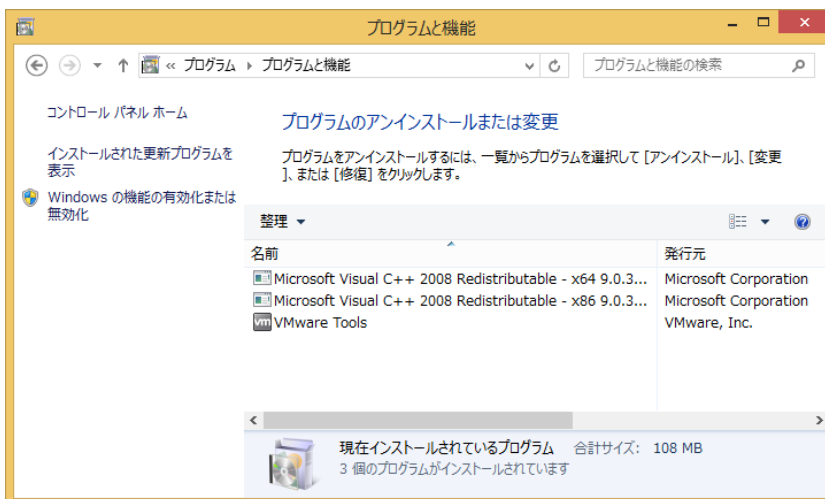 プログラムと機能
« プログラム ▸ プログラムと機能
プログラムと機能の検索
コントロール パネル ホーム
インストールされた更新プログラムを
表示
Windows の機能の有効化または
無効化
プログラムのアンインストールまたは変更
プログラムをアンインストールするには、一覧からプログラムを選択して [アンインストール]、[変更
]、または [修復] をクリックします。
整理 ▼
名前 発行元
Microsoft Visual C++ 2008 Redistributable - x64 9.0.3... Microsoft Corporation
Microsoft Visual C++ 2008 Redistributable - x86 9.0.3... Microsoft Corporation
vm VMware Tools VMware, Inc.
現在インストールされているプログラム 合計サイズ: 108 MB
3 個のプログラムがインストールされています